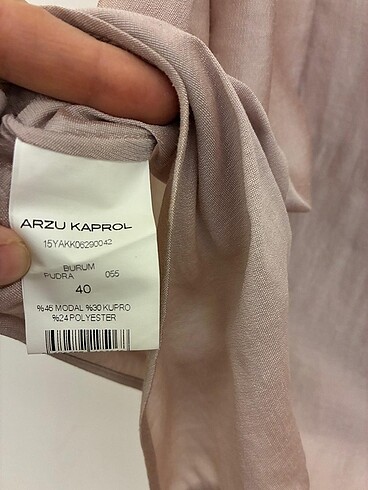 ARZU KAPROL
15YAKK06290042
BURUM
PUDRA 055
40
%46 MODAL %30 KUPRO
%24 POLYESTER